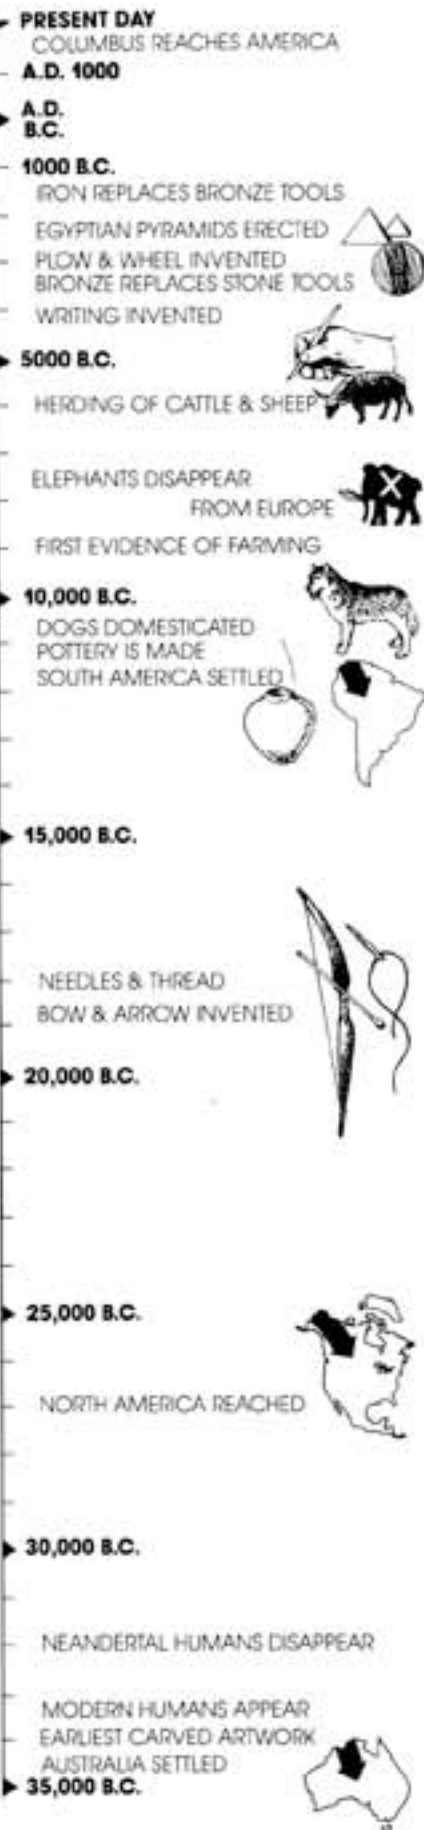 PRESENT DAY
COLUMBUS REACHES AMERICA
A.D. 1000
A.D.
B.C.
1000 B.C.
IRON REPLACES BRONZE TOOLS
EGYPTIAN PYRAMIDS ERECTED
PLOW & WHEEL INVENTED
BRONZE REPLACES STONE TOOLS
WRITING INVENTED
5000 B.C.
HERDING OF CATTLE & SHEEP
ELEPHANTS DISAPPEAR
FROM EUROPE
FIRST EVIDENCE OF FARMING
10,000 B.C.
DOGS DOMESTICATED
POTTERY IS MADE
SOUTH AMERICA SETTLED
15,000 B.C.
NEEDLES & THREAD
BOW & ARROW INVENTED
20,000 B.C.
25,000 B.C.
NORTH AMERICA REACHED
30,000 B.C.
NEANDERTAL HUMANS DISAPPEAR
MODERN HUMANS APPEAR
EARLIEST CARVED ARTWORK
AUSTRALIA SETTLED
35,000 B.C.